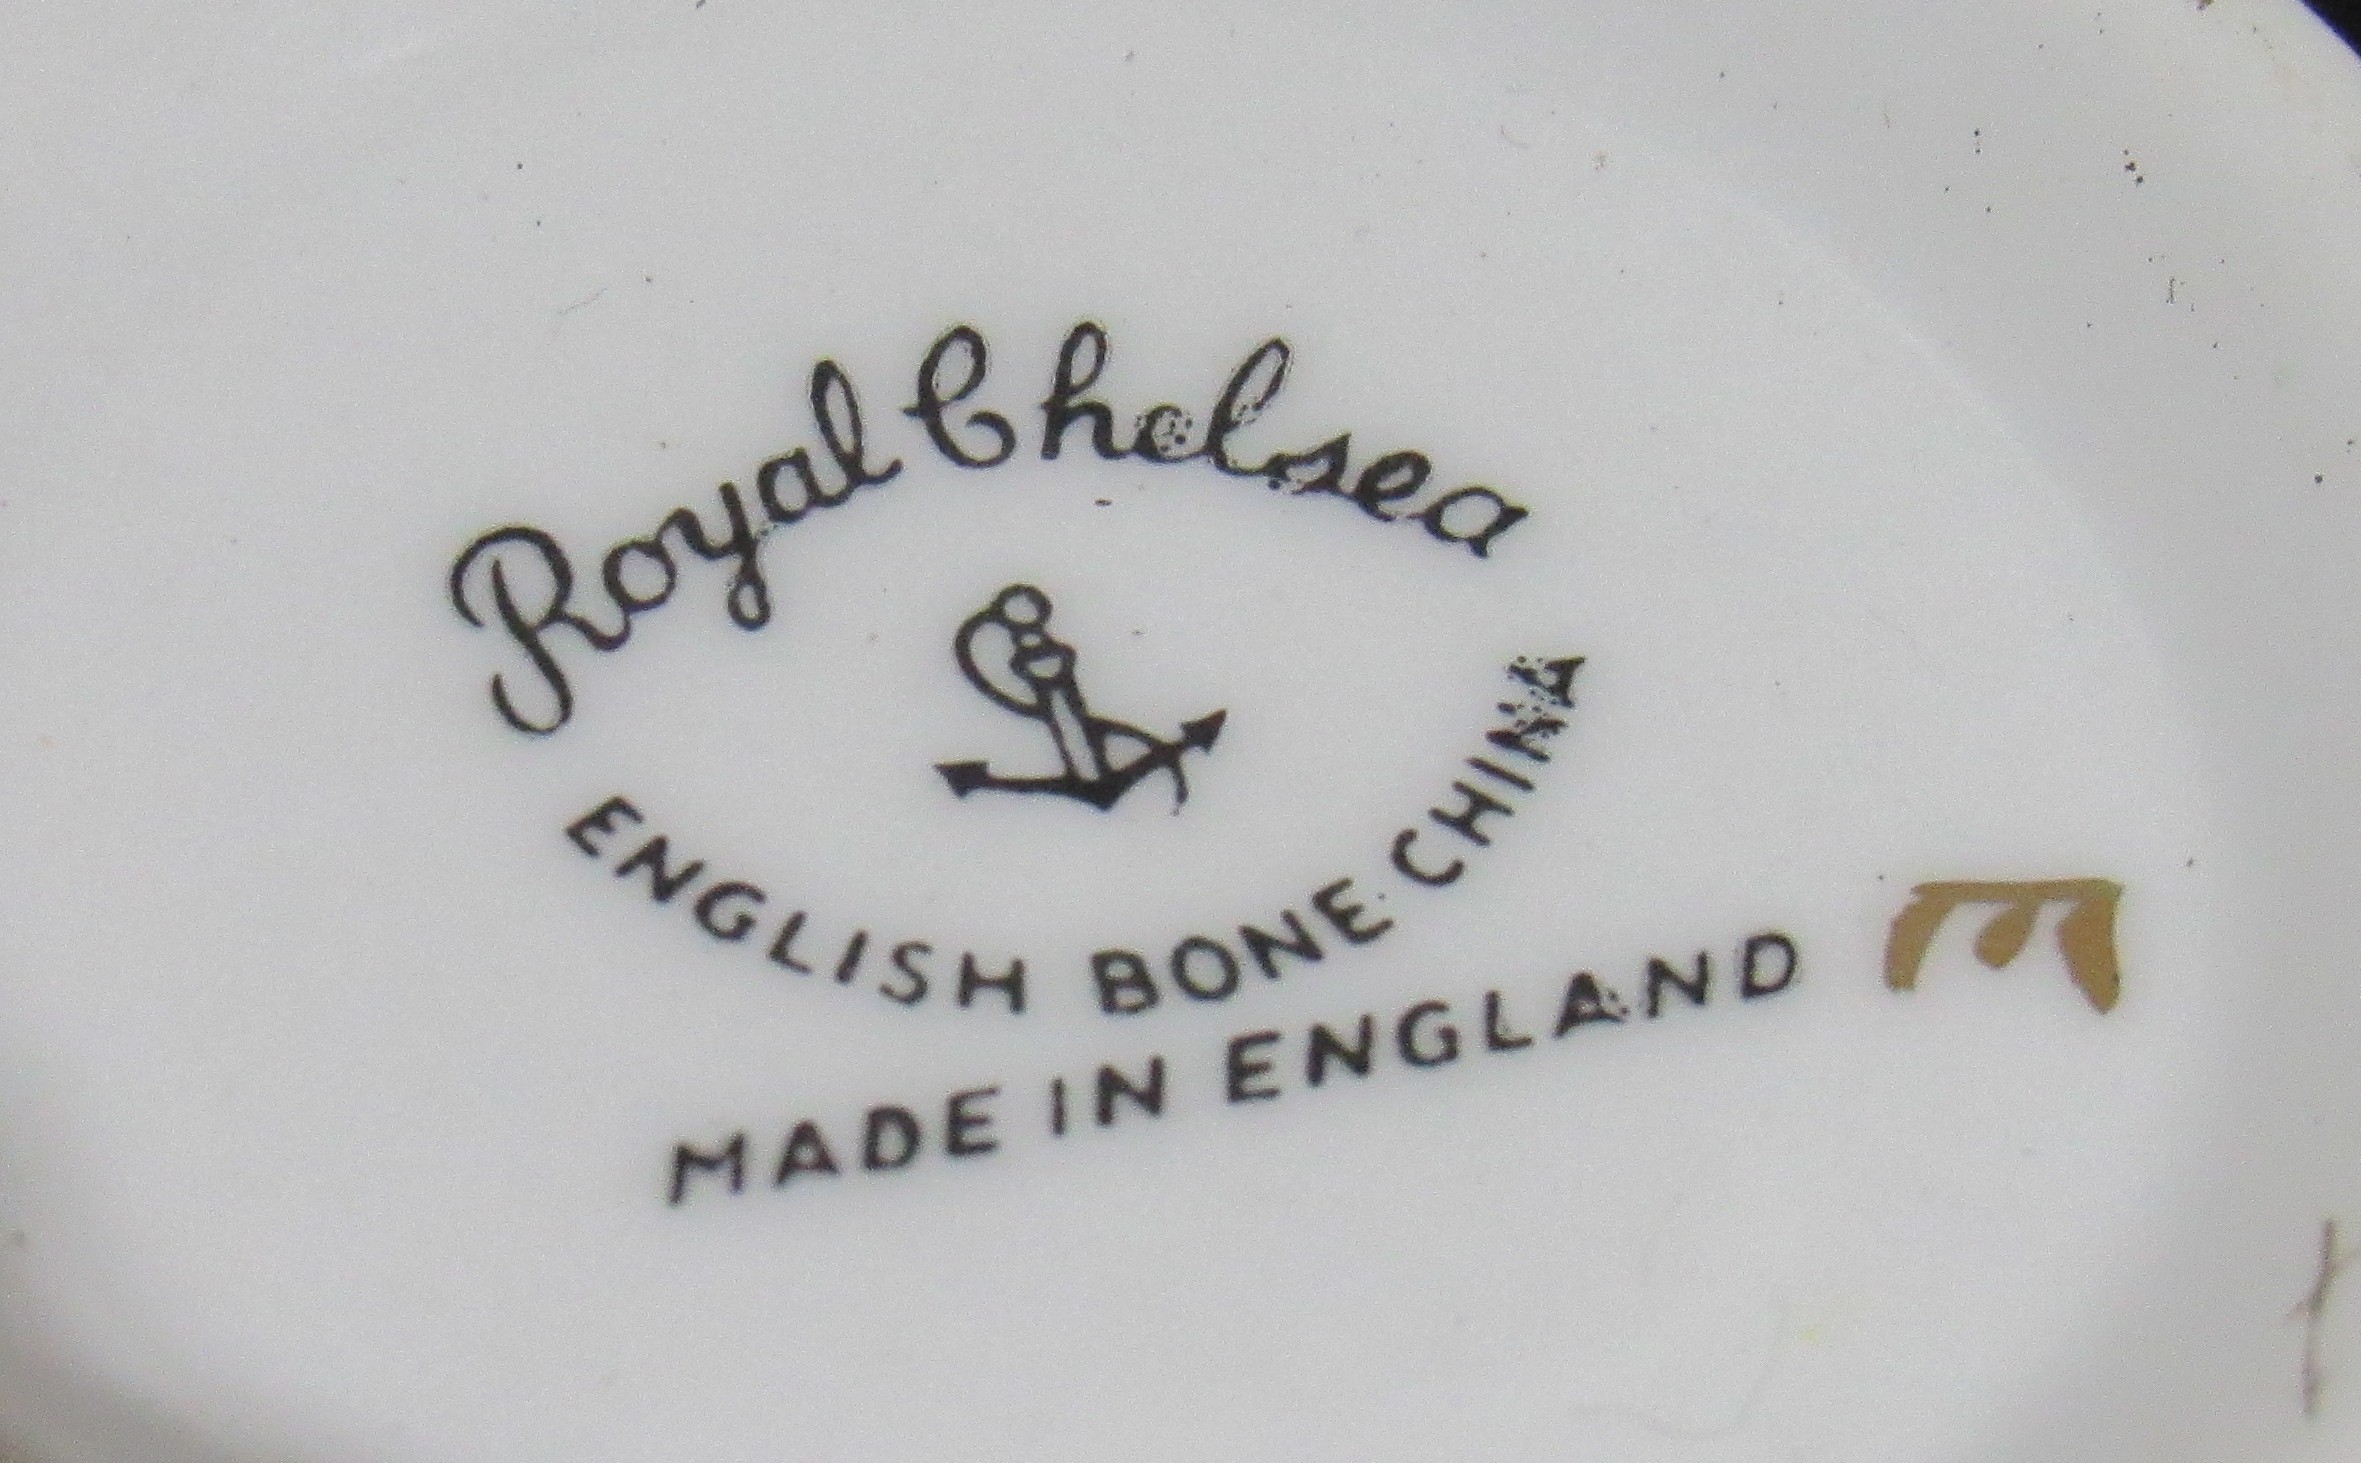 Royal Chelsea
ENGLISH BONE CHINA
MADE IN ENGLAND
m